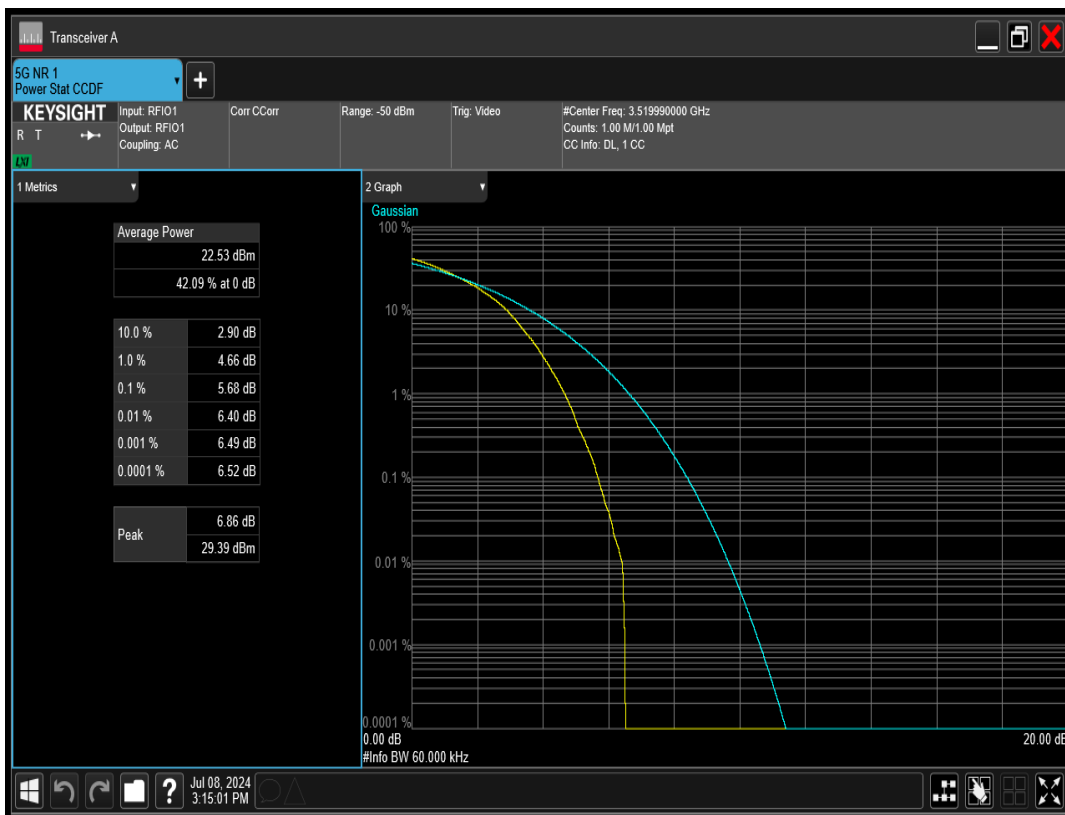 Transceiver A
5G NR 1
Power Stat CCDF
+
KEYSIGHT
R T
LXI
Input: RFIO1
Output: RFIO1
Coupling: AC
Corr CCorr
Range: -50 dBm
Trig: Video
#Center Freq: 3.519990000 GHz
Counts: 1.00 M/1.00 Mpt
CC Info: DL, 1 CC
1 Metrics
Average Power
22.53 dBm
42.09 % at 0 dB
10.0 % 2.90 dB
1.0 % 4.66 dB
0.1 % 5.68 dB
0.01 % 6.40 dB
0.001 % 6.49 dB
0.0001 % 6.52 dB
Peak 6.86 dB
29.39 dBm
2 Graph
Gaussian
100 %
10 %
1 %
0.1 %
0.01 %
0.001 %
0.0001 %
0.00 dB 20.00 dB
#Info BW 60.000 kHz
? Jul 08, 2024
3:15:01 PM